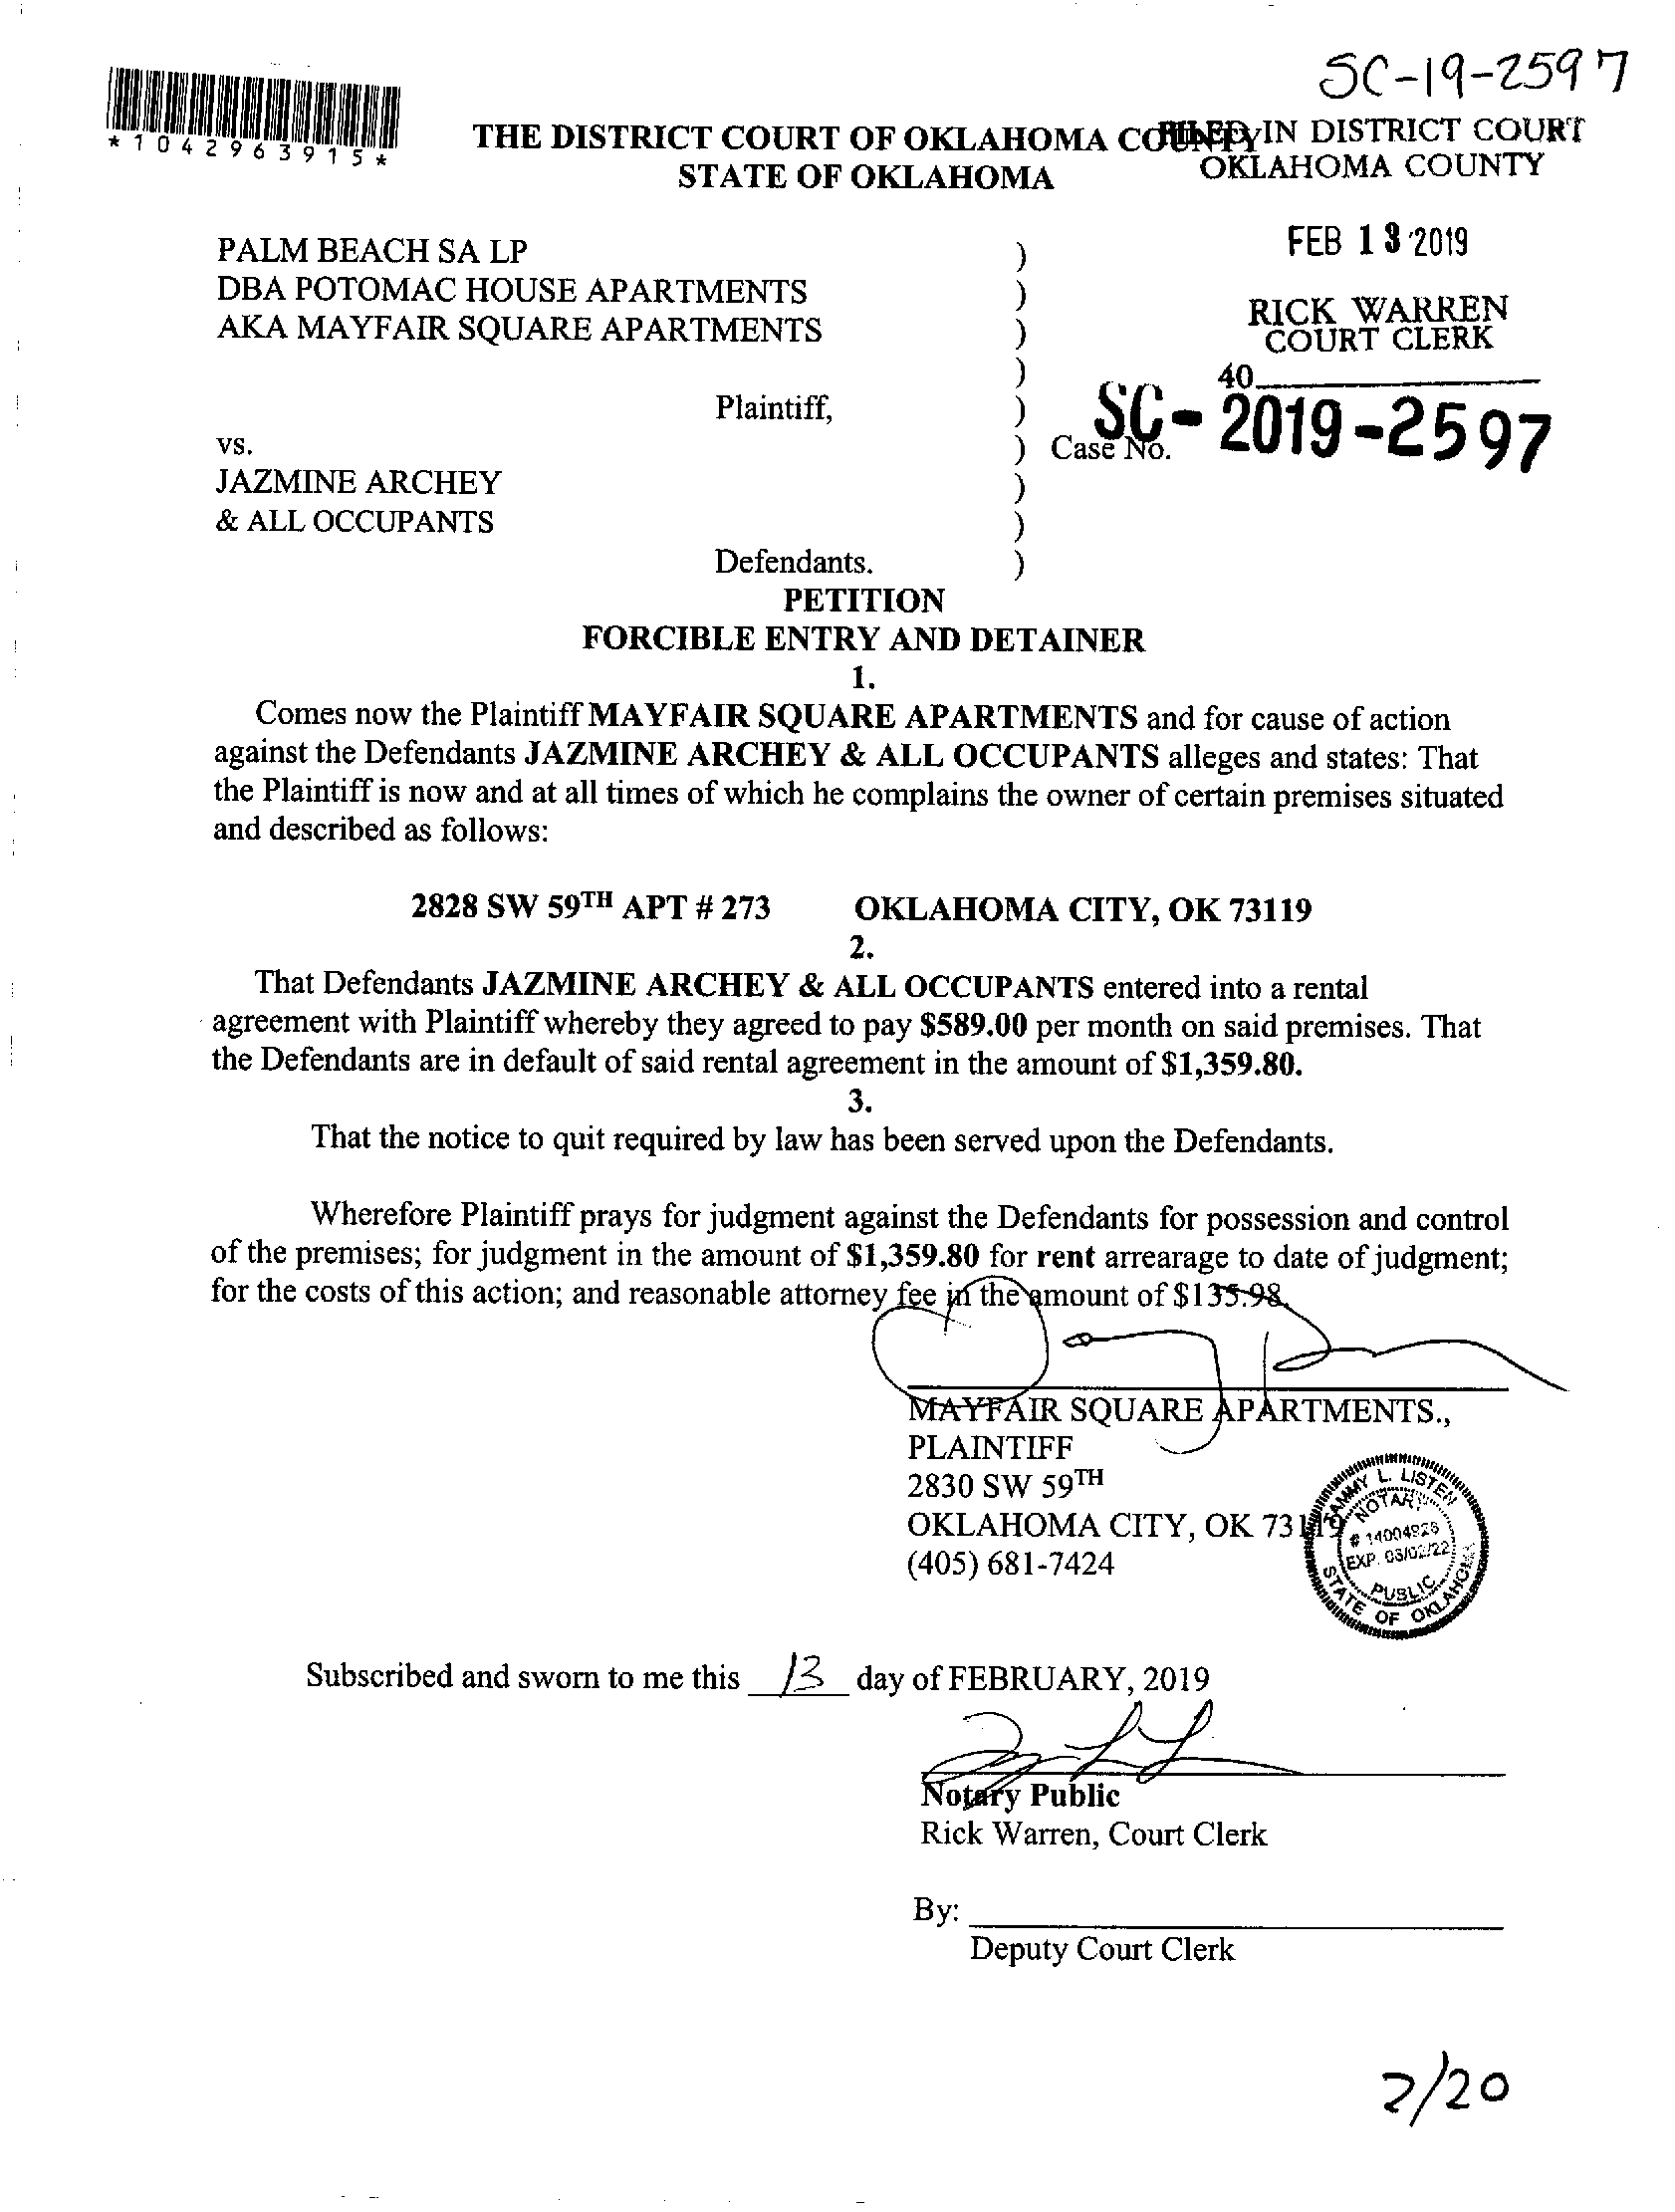 SC-19-2597
*1042963915*
THE DISTRICT COURT OF OKLAHOMA COUNTY
STATE OF OKLAHOMA
FILED IN DISTRICT COURT
OKLAHOMA COUNTY
FEB 13 2019
RICK WARREN
COURT CLERK
40
PALM BEACH SA LP )
DBA POTOMAC HOUSE APARTMENTS )
AKA MAYFAIR SQUARE APARTMENTS )
)
Plaintiff, )
vs. ) Case No. SC-2019-2597
JAZMINE ARCHEY )
& ALL OCCUPANTS )
Defendants. )
PETITION
FORCIBLE ENTRY AND DETAINER
1.
Comes now the Plaintiff MAYFAIR SQUARE APARTMENTS and for cause of action
against the Defendants JAZMINE ARCHEY & ALL OCCUPANTS alleges and states: That
the Plaintiff is now and at all times of which he complains the owner of certain premises situated
and described as follows:
2828 SW 59TH APT # 273 OKLAHOMA CITY, OK 73119
2.
That Defendants JAZMINE ARCHEY & ALL OCCUPANTS entered into a rental
agreement with Plaintiff whereby they agreed to pay $589.00 per month on said premises. That
the Defendants are in default of said rental agreement in the amount of $1,359.80.
3.
That the notice to quit required by law has been served upon the Defendants.
Wherefore Plaintiff prays for judgment against the Defendants for possession and control
of the premises; for judgment in the amount of $1,359.80 for rent arrearage to date of judgment;
for the costs of this action; and reasonable attorney fee in the amount of $135.98.
MAYFAIR SQUARE APARTMENTS.,
PLAINTIFF
2830 SW 59TH
OKLAHOMA CITY, OK 73119
(405) 681-7424
TAMMY L. LISTEN
NOTARY
# 14004928
EXP. 03/02/22
PUBLIC
STATE OF OKLAHOMA
Subscribed and sworn to me this 13 day of FEBRUARY, 2019
Notary Public
Rick Warren, Court Clerk
By:
Deputy Court Clerk
2/20